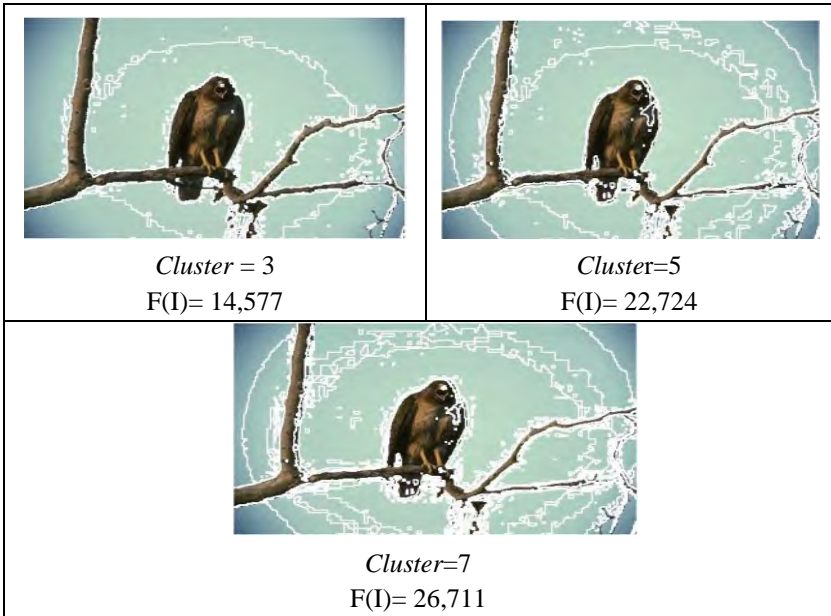 Cluster = 3
F(I)= 14,577
Cluster=5
F(I)= 22,724
Cluster=7
F(I)= 26,711